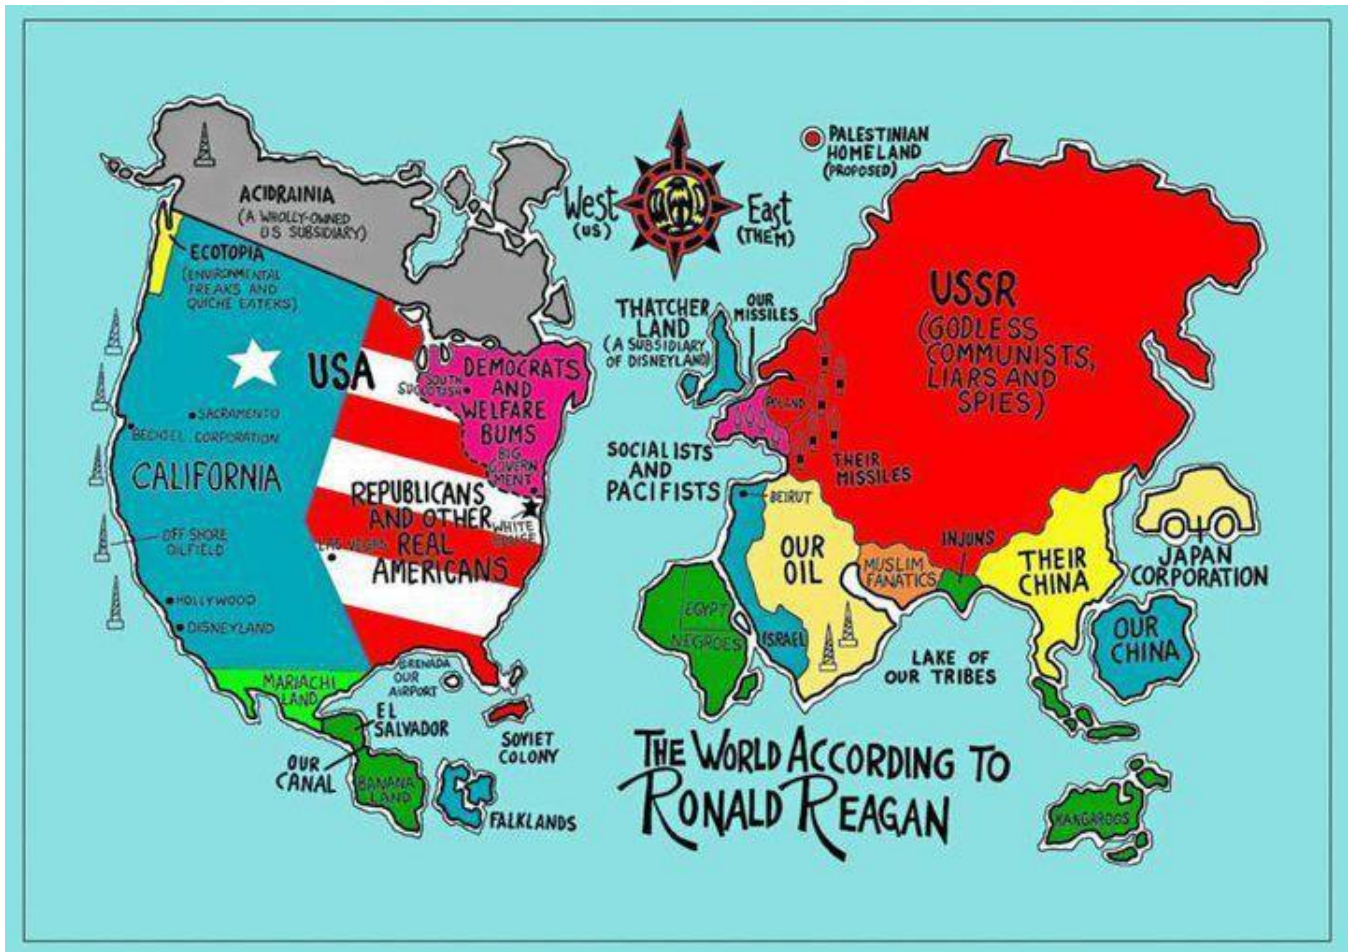 ACIDRAINIA
(A WHOLLY-OWNED
US SUBSIDIARY)
ECOTOPIA
(ENVIRONMENTAL
FREAKS AND
QUICHE EATERS)
USA
SACRAMENTO
BECHTEL CORPORATION
CALIFORNIA
OFF SHORE
OILFIELD
HOLLYWOOD
DISNEYLAND
DEMOCRATS
AND
WELFARE
BUMS
SOUTH
SUCCOTASH
BIG
GOVERN
MENT
WHITE
HOUSE
REPUBLICANS
AND OTHER
REAL
AMERICANS
LAS VEGAS
MARIACHI
LAND
GRENADA
OUR
AIRPORT
EL
SALVADOR
SOVIET
COLONY
OUR
CANAL
BANANA
LAND
FALKLANDS
West
(US)
East
(THEM)
PALESTINIAN
HOMELAND
(PROPOSED)
THATCHER
LAND
(A SUBSIDIARY
OF DISNEYLAND)
OUR
MISSILES
USSR
(GODLESS
COMMUNISTS,
LIARS AND
SPIES)
POLAND
THEIR
MISSILES
SOCIALISTS
AND
PACIFISTS
BEIRUT
OUR
OIL
MUSLIM
FANATICS
INJUNS
THEIR
CHINA
JAPAN
CORPORATION
EGYPT
NEGROES
ISRAEL
LAKE OF
OUR TRIBES
OUR
CHINA
KANGAROOS
THE WORLD ACCORDING TO
RONALD REAGAN